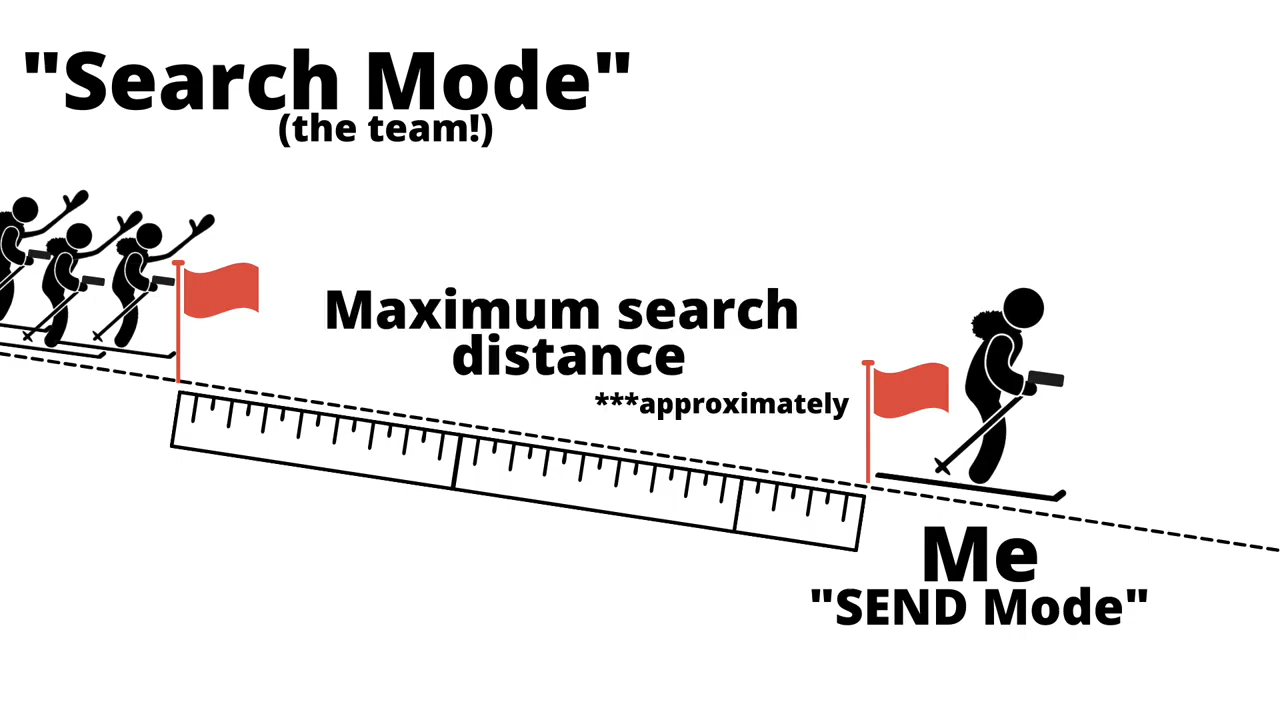 "Search Mode"
(the team!)
Maximum search
distance
***approximately
Me
"SEND Mode"